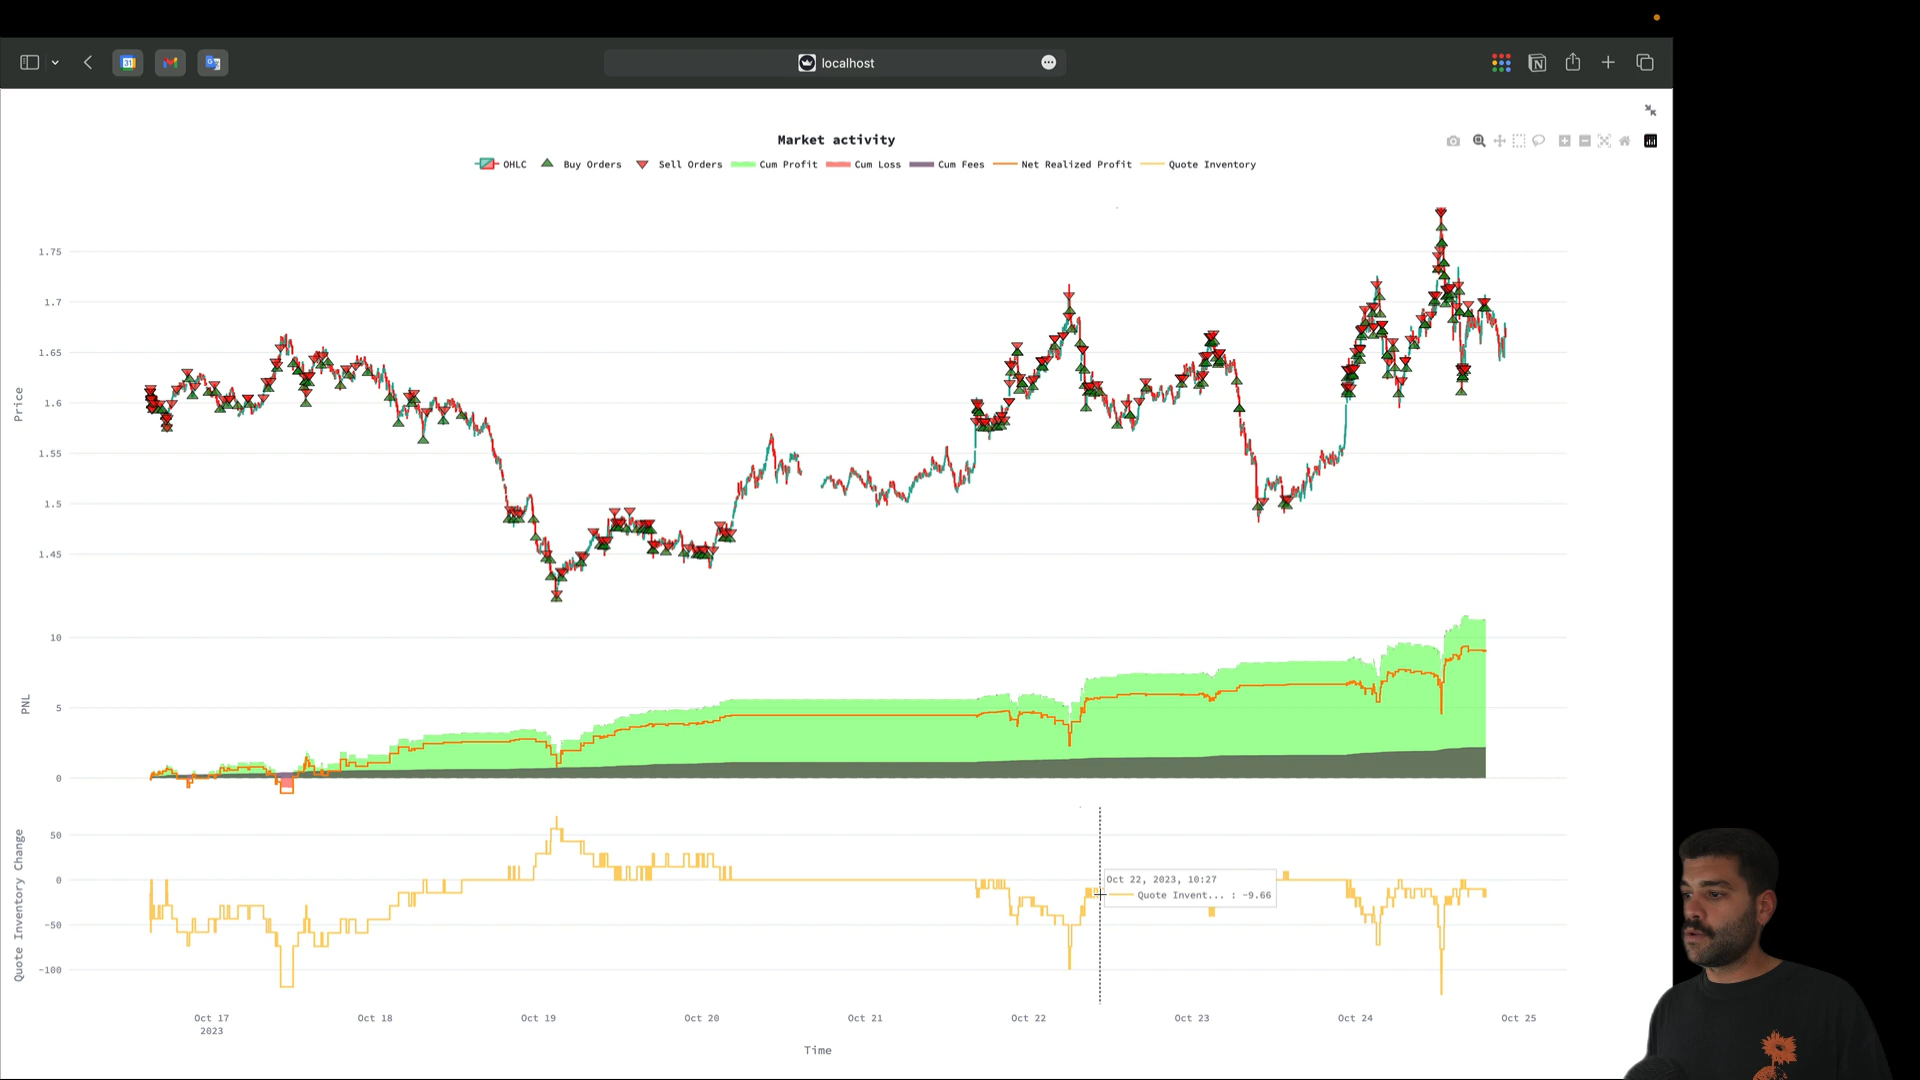 31
localhost
Market activity
OHLC Buy Orders Sell Orders Cum Profit Cum Loss Cum Fees Net Realized Profit Quote Inventory
Price
1.75
1.7
1.65
1.6
1.55
1.5
1.45
PNL
10
5
0
Quote Inventory Change
50
0
−50
−100
Oct 22, 2023, 10:27
Quote Invent... : −9.66
Oct 17 Oct 18 Oct 19 Oct 20 Oct 21 Oct 22 Oct 23 Oct 24 Oct 25
2023
Time